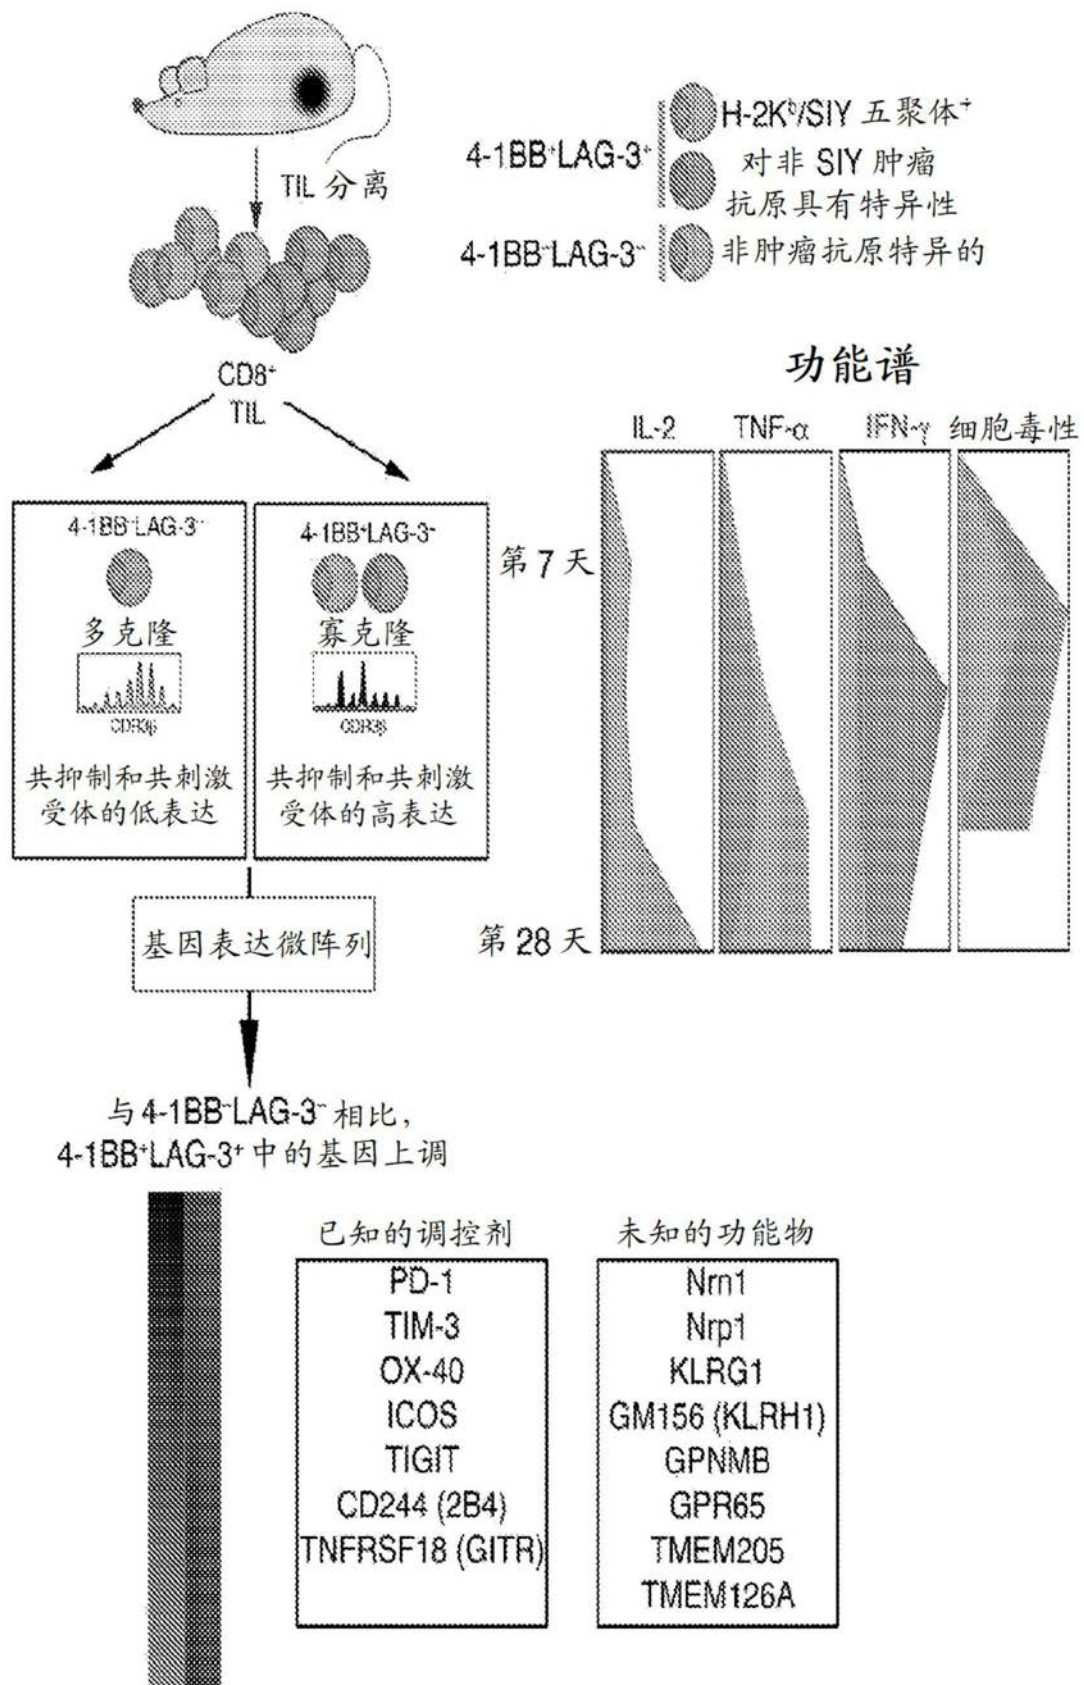 TIL 分离
CD8⁺
TIL
4-1BB⁺LAG-3⁺
H-2Kᵇ/SIY 五聚体⁺
对非 SIY 肿瘤
抗原具有特异性
4-1BB⁻LAG-3⁻
非肿瘤抗原特异的
4-1BB⁻LAG-3⁻
多克隆
CDR3β
共抑制和共刺激
受体的低表达
4-1BB⁺LAG-3⁺
寡克隆
CDR3β
共抑制和共刺激
受体的高表达
功能谱
IL-2
TNF-α
IFN-γ
细胞毒性
第 7 天
第 28 天
基因表达微阵列
与 4-1BB⁻LAG-3⁻ 相比，
4-1BB⁺LAG-3⁺ 中的基因上调
已知的调控剂
PD-1
TIM-3
OX-40
ICOS
TIGIT
CD244 (2B4)
TNFRSF18 (GITR)
未知的功能物
Nrn1
Nrp1
KLRG1
GM156 (KLRH1)
GPNMB
GPR65
TMEM205
TMEM126A